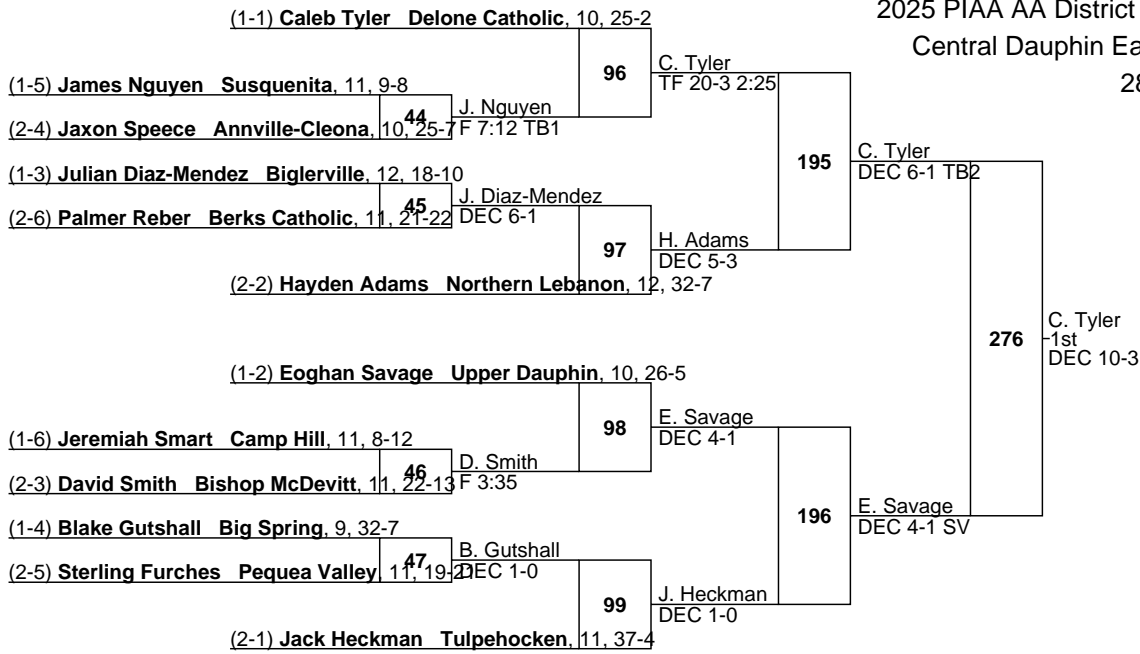 (1-1) Caleb Tyler Delone Catholic, 10, 25-2
2025 PIAA AA District
Central Dauphin Ea
28
96
C. Tyler
TF 20-3 2:25
(1-5) James Nguyen Susquenita, 11, 9-8
44
J. Nguyen
F 7:12 TB1
(2-4) Jaxon Speece Annville-Cleona, 10, 25-7
195
C. Tyler
DEC 6-1 TB2
(1-3) Julian Diaz-Mendez Biglerville, 12, 18-10
45
J. Diaz-Mendez
DEC 6-1
(2-6) Palmer Reber Berks Catholic, 11, 21-22
97
H. Adams
DEC 5-3
(2-2) Hayden Adams Northern Lebanon, 12, 32-7
276
C. Tyler
1st
DEC 10-3
(1-2) Eoghan Savage Upper Dauphin, 10, 26-5
98
E. Savage
DEC 4-1
(1-6) Jeremiah Smart Camp Hill, 11, 8-12
46
D. Smith
F 3:35
(2-3) David Smith Bishop McDevitt, 11, 22-13
196
E. Savage
DEC 4-1 SV
(1-4) Blake Gutshall Big Spring, 9, 32-7
47
B. Gutshall
DEC 1-0
(2-5) Sterling Furches Pequea Valley, 11, 19-21
99
J. Heckman
DEC 1-0
(2-1) Jack Heckman Tulpehocken, 11, 37-4